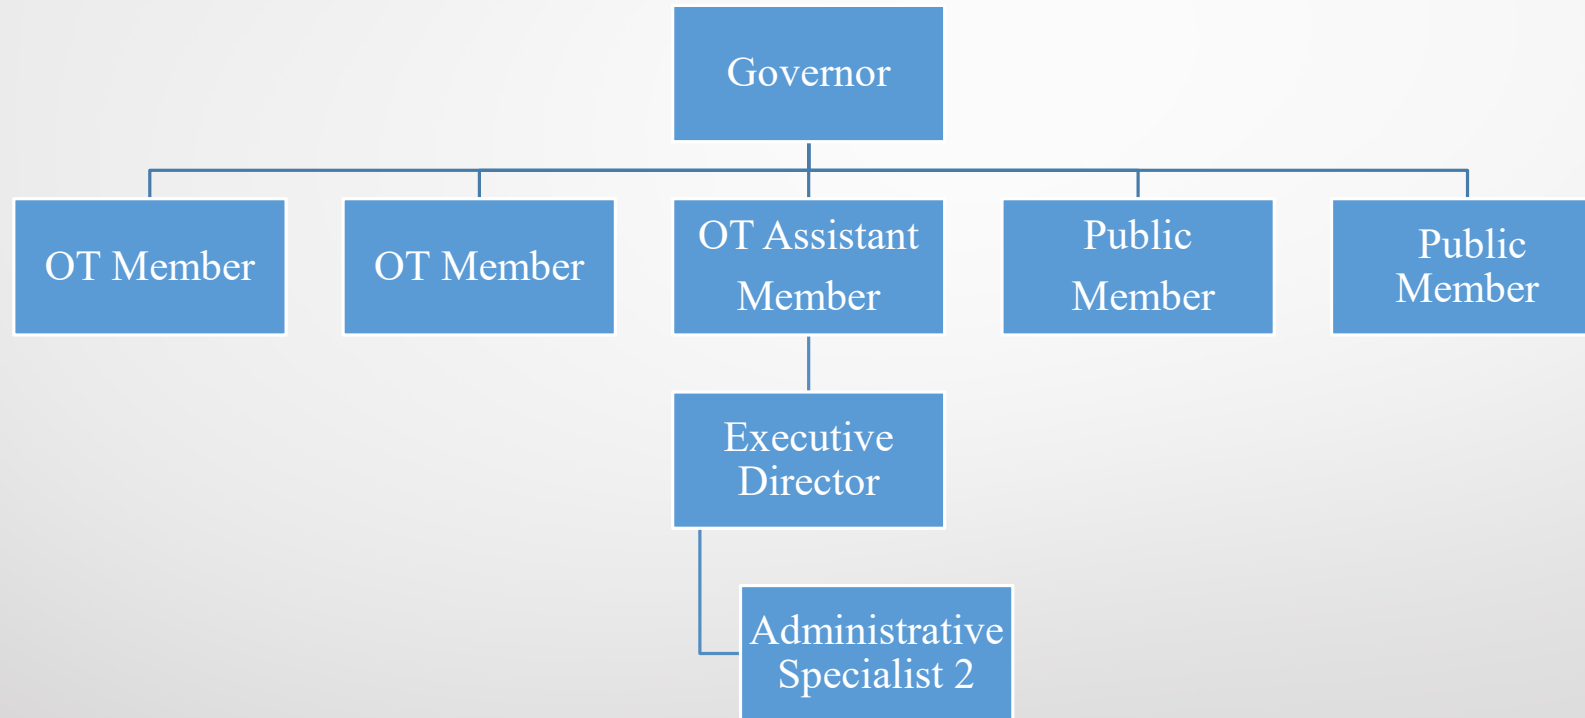 Governor
OT Member
OT Member
OT Assistant
Member
Public
Member
Public
Member
Executive
Director
Administrative
Specialist 2